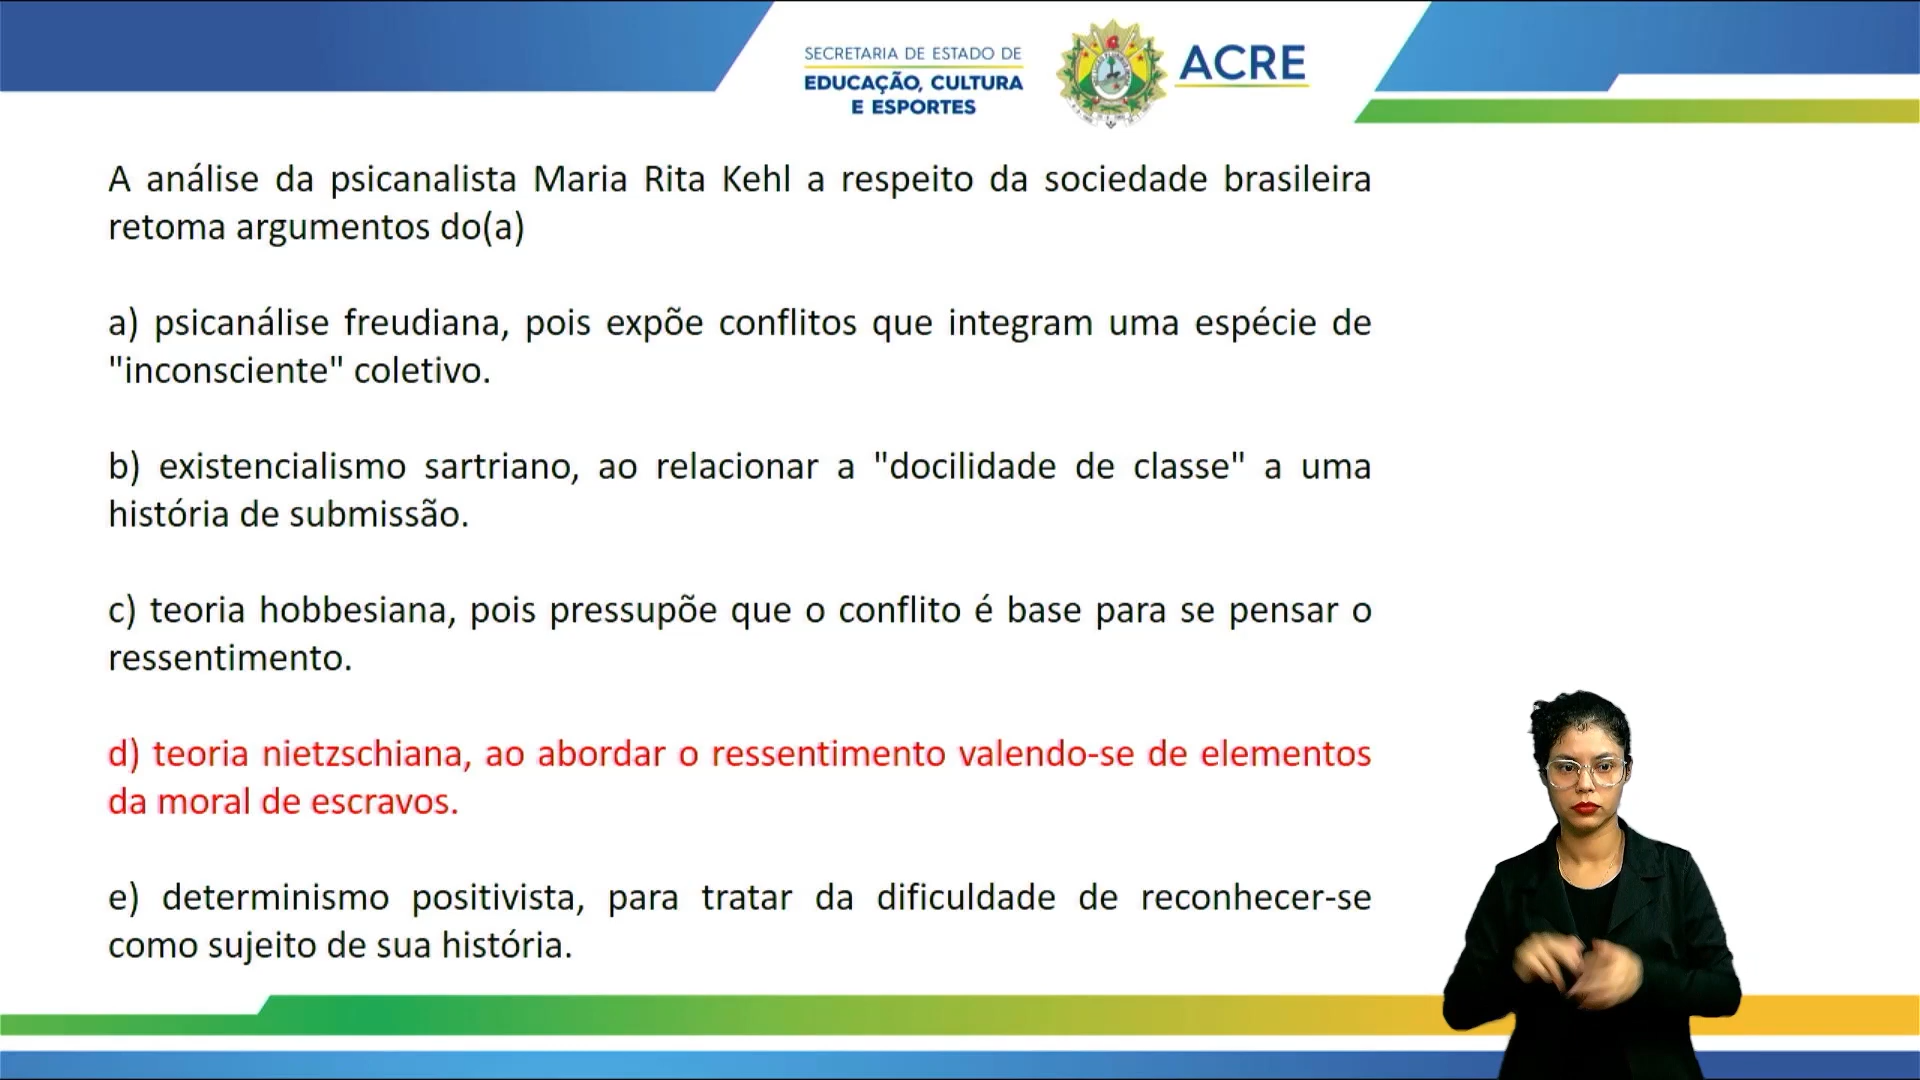 SECRETARIA DE ESTADO DE
EDUCAÇÃO, CULTURA
E ESPORTES
ACRE
A análise da psicanalista Maria Rita Kehl a respeito da sociedade brasileira
retoma argumentos do(a)
a) psicanálise freudiana, pois expõe conflitos que integram uma espécie de
"inconsciente" coletivo.
b) existencialismo sartriano, ao relacionar a "docilidade de classe" a uma
história de submissão.
c) teoria hobbesiana, pois pressupõe que o conflito é base para se pensar o
ressentimento.
d) teoria nietzschiana, ao abordar o ressentimento valendo-se de elementos
da moral de escravos.
e) determinismo positivista, para tratar da dificuldade de reconhecer-se
como sujeito de sua história.